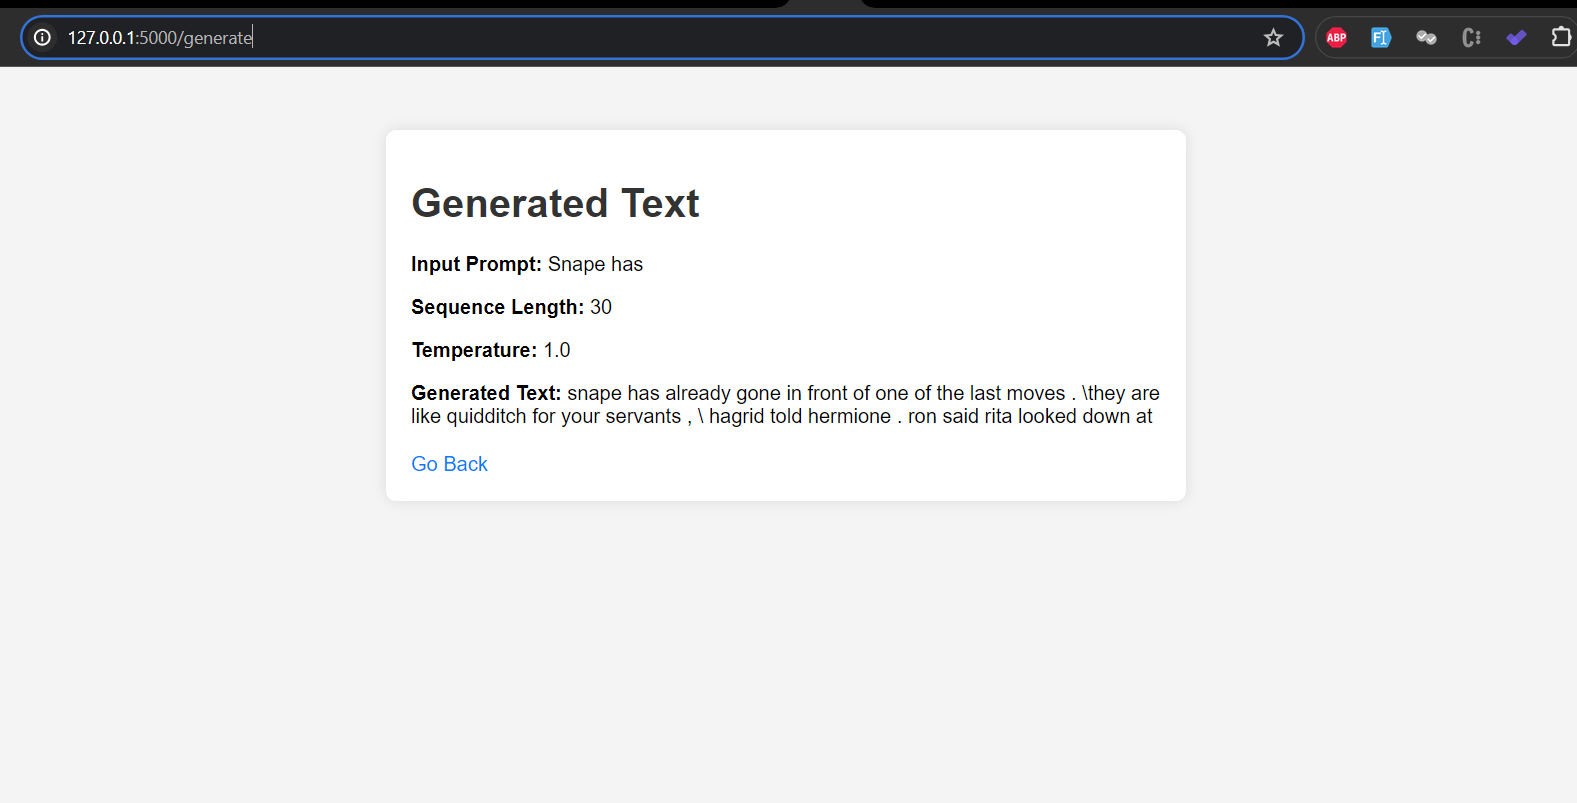 127.0.0.1:5000/generate
ABP
Generated Text
Input Prompt: Snape has
Sequence Length: 30
Temperature: 1.0
Generated Text: snape has already gone in front of one of the last moves . \they are
like quidditch for your servants , \ hagrid told hermione . ron said rita looked down at
Go Back